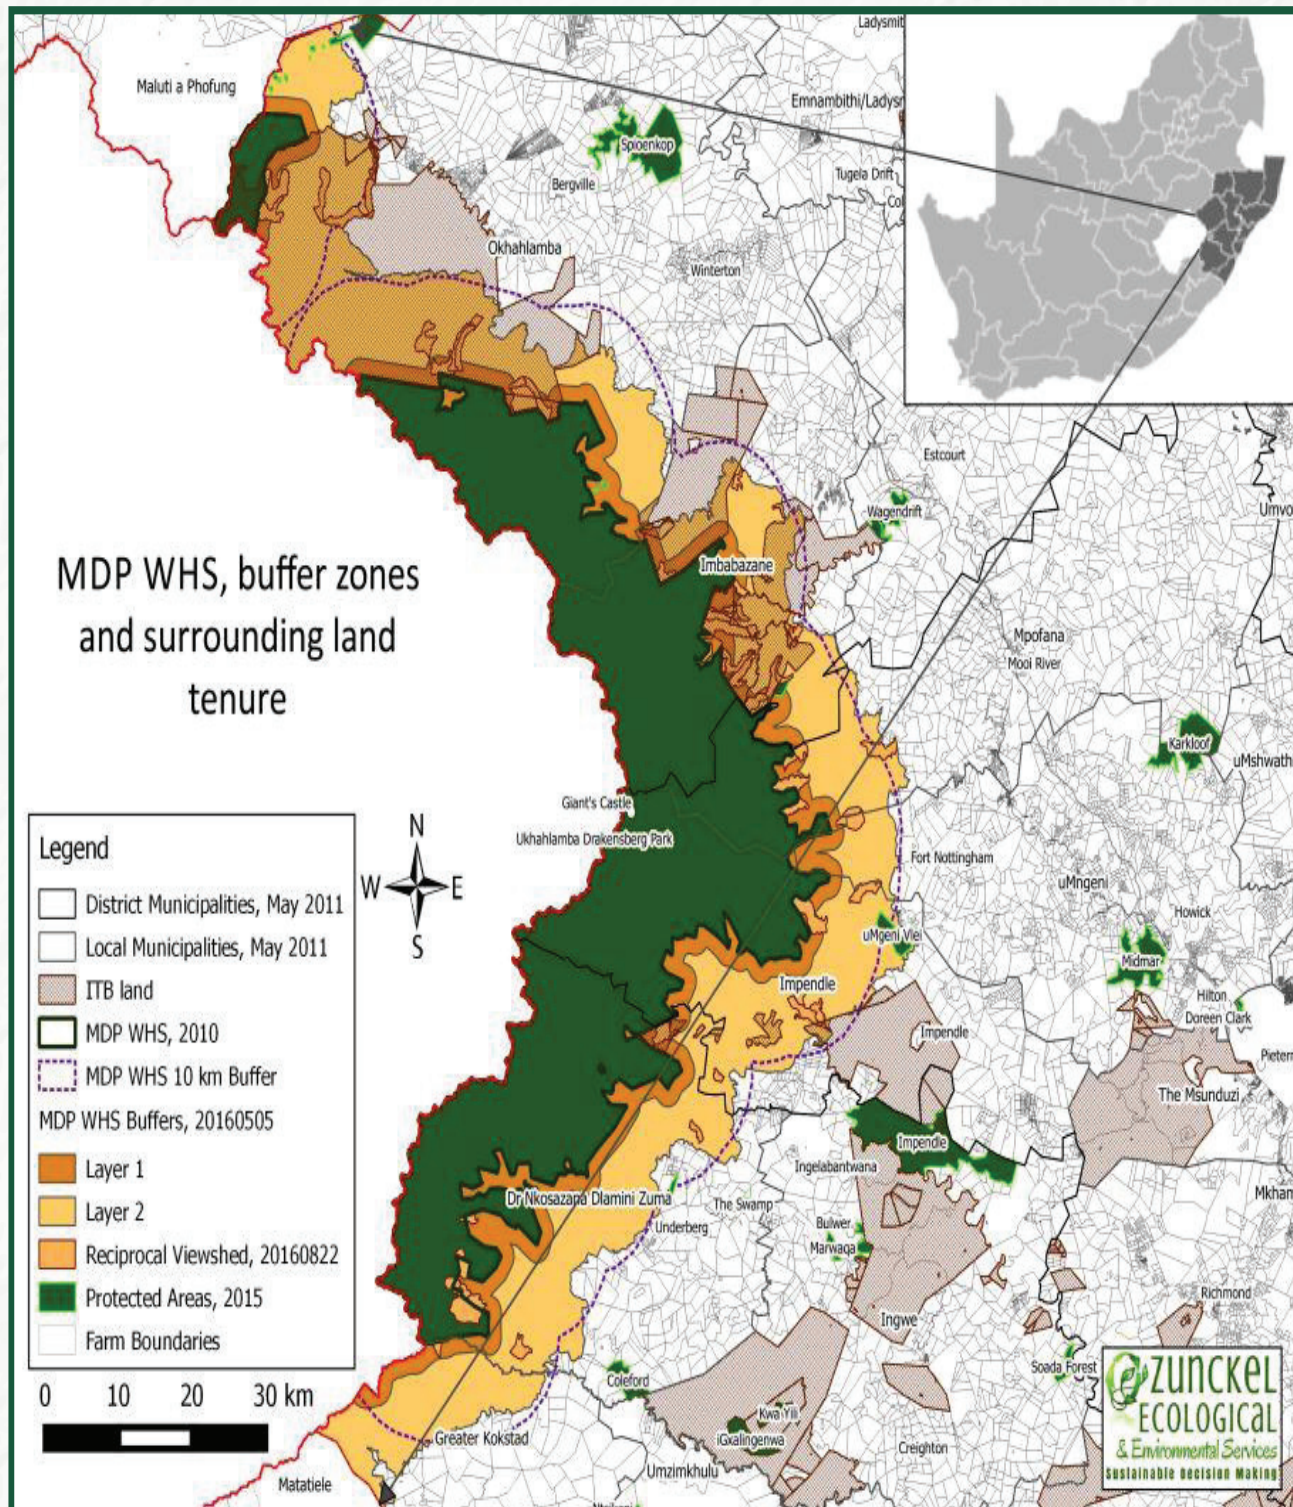 Ladysmit
Maluti a Phofung
Emnambithi/Ladysr
Spioenkop
Tugela Drift
Bergville
Col
Okhahlamba
Winterton
Estcourt
Wagendrift
Umvo
Imbabazane
MDP WHS, buffer zones
and surrounding land
tenure
Mpofana
Mooi River
Karkloof
uMshwath
Giant's Castle
Ukhahlamba Drakensberg Park
Fort Nottingham
uMngeni
Howick
uMgeni Vlei
Midmar
Impendle
Hilton
Doreen Clark
Impendle
Pieterm
The Msunduzi
Impendle
Ingelabantwana
Dr Nkosazana Dlamini Zuma
The Swamp
Mkham
Underberg
Bulwer
Marwaqa
Richmond
Ingwe
Soada Forest
Coleford
Kwa Yili
iGxalingenwa
Greater Kokstad
Creighton
Umzimkhulu
Matatiele
Legend
District Municipalities, May 2011
Local Municipalities, May 2011
ITB land
MDP WHS, 2010
MDP WHS 10 km Buffer
MDP WHS Buffers, 20160505
Layer 1
Layer 2
Reciprocal Viewshed, 20160822
Protected Areas, 2015
Farm Boundaries
N
W E
S
0 10 20 30 km
ZUNCKEL
ECOLOGICAL
& Environmental Services
Sustainable Decision Making